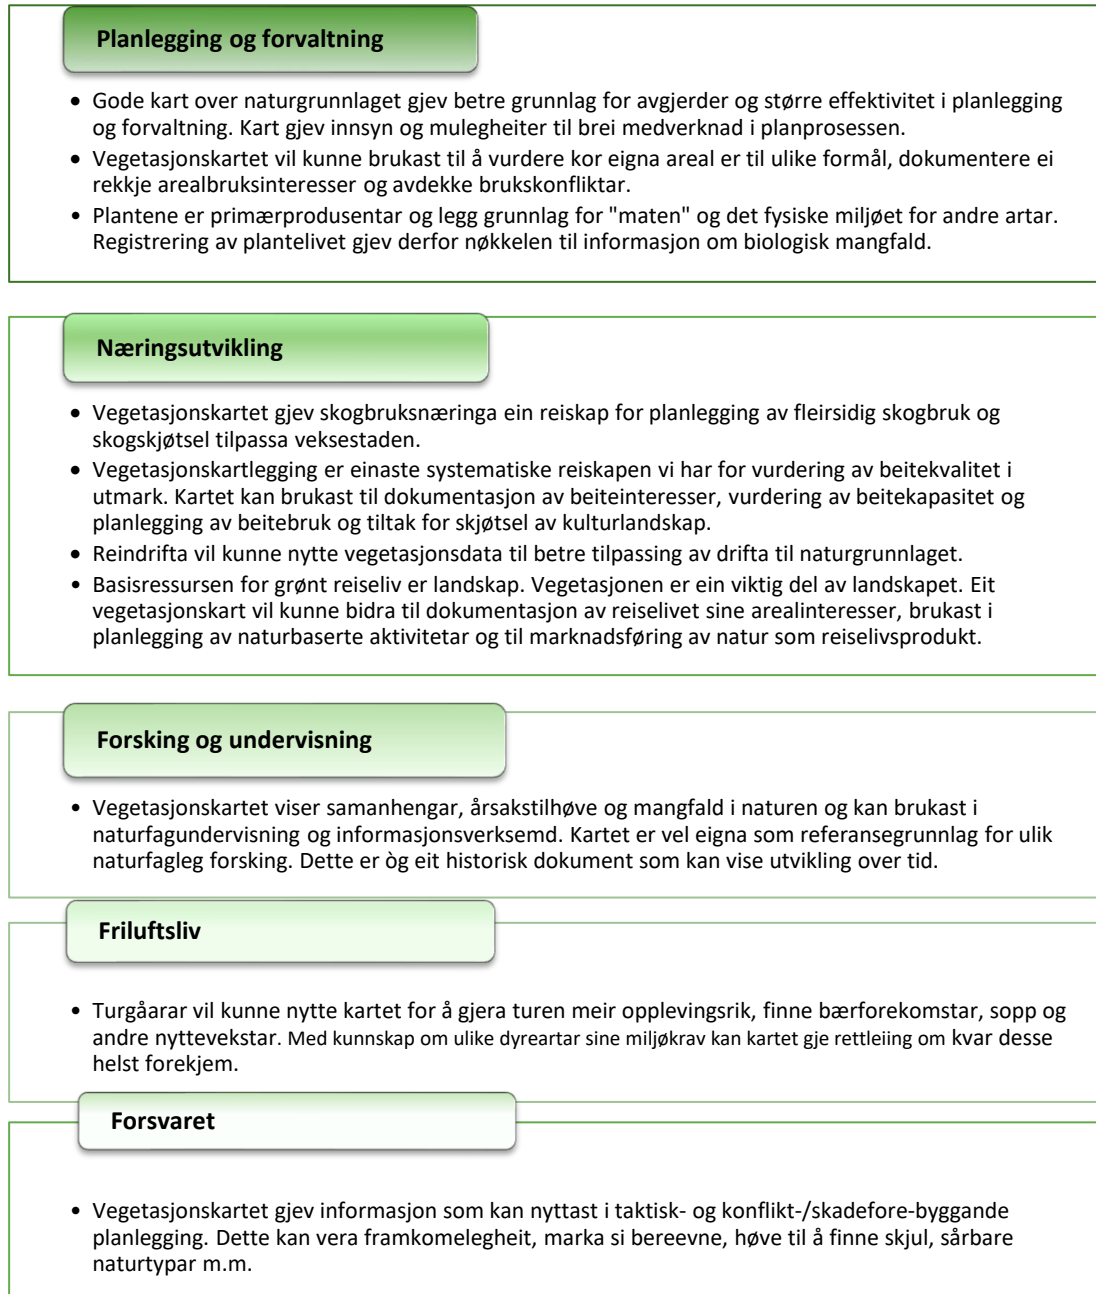 Planlegging og forvaltning
• Gode kart over naturgrunnlaget gjev betre grunnlag for avgjerder og større effektivitet i planlegging
og forvaltning. Kart gjev innsyn og mulegheiter til brei medverknad i planprosessen.
• Vegetasjonskartet vil kunne brukast til å vurdere kor eigna areal er til ulike formål, dokumentere ei
rekkje arealbruksinteresser og avdekke brukskonfliktar.
• Plantene er primærprodusentar og legg grunnlag for "maten" og det fysiske miljøet for andre artar.
Registrering av plantelivet gjev derfor nøkkelen til informasjon om biologisk mangfald.
Næringsutvikling
• Vegetasjonskartet gjev skogbruksnæringa ein reiskap for planlegging av fleirsidig skogbruk og
skogskjøtsel tilpassa veksestaden.
• Vegetasjonskartlegging er einaste systematiske reiskapen vi har for vurdering av beitekvalitet i
utmark. Kartet kan brukast til dokumentasjon av beiteinteresser, vurdering av beitekapasitet og
planlegging av beitebruk og tiltak for skjøtsel av kulturlandskap.
• Reindrifta vil kunne nytte vegetasjonsdata til betre tilpassing av drifta til naturgrunnlaget.
• Basisressursen for grønt reiseliv er landskap. Vegetasjonen er ein viktig del av landskapet. Eit
vegetasjonskart vil kunne bidra til dokumentasjon av reiselivet sine arealinteresser, brukast i
planlegging av naturbaserte aktivitetar og til marknadsføring av natur som reiselivsprodukt.
Forsking og undervisning
• Vegetasjonskartet viser samanhengar, årsakstilhøve og mangfald i naturen og kan brukast i
naturfagundervisning og informasjonsverksemd. Kartet er vel eigna som referansegrunnlag for ulik
naturfagleg forsking. Dette er òg eit historisk dokument som kan vise utvikling over tid.
Friluftsliv
• Turgåarar vil kunne nytte kartet for å gjera turen meir opplevingsrik, finne bærforekomstar, sopp og
andre nyttevekstar. Med kunnskap om ulike dyreartar sine miljøkrav kan kartet gje rettleiing om kvar desse
helst forekjem.
Forsvaret
• Vegetasjonskartet gjev informasjon som kan nyttast i taktisk- og konflikt-/skadefore-byggande
planlegging. Dette kan vera framkomelegheit, marka si bereevne, høve til å finne skjul, sårbare
naturtypar m.m.